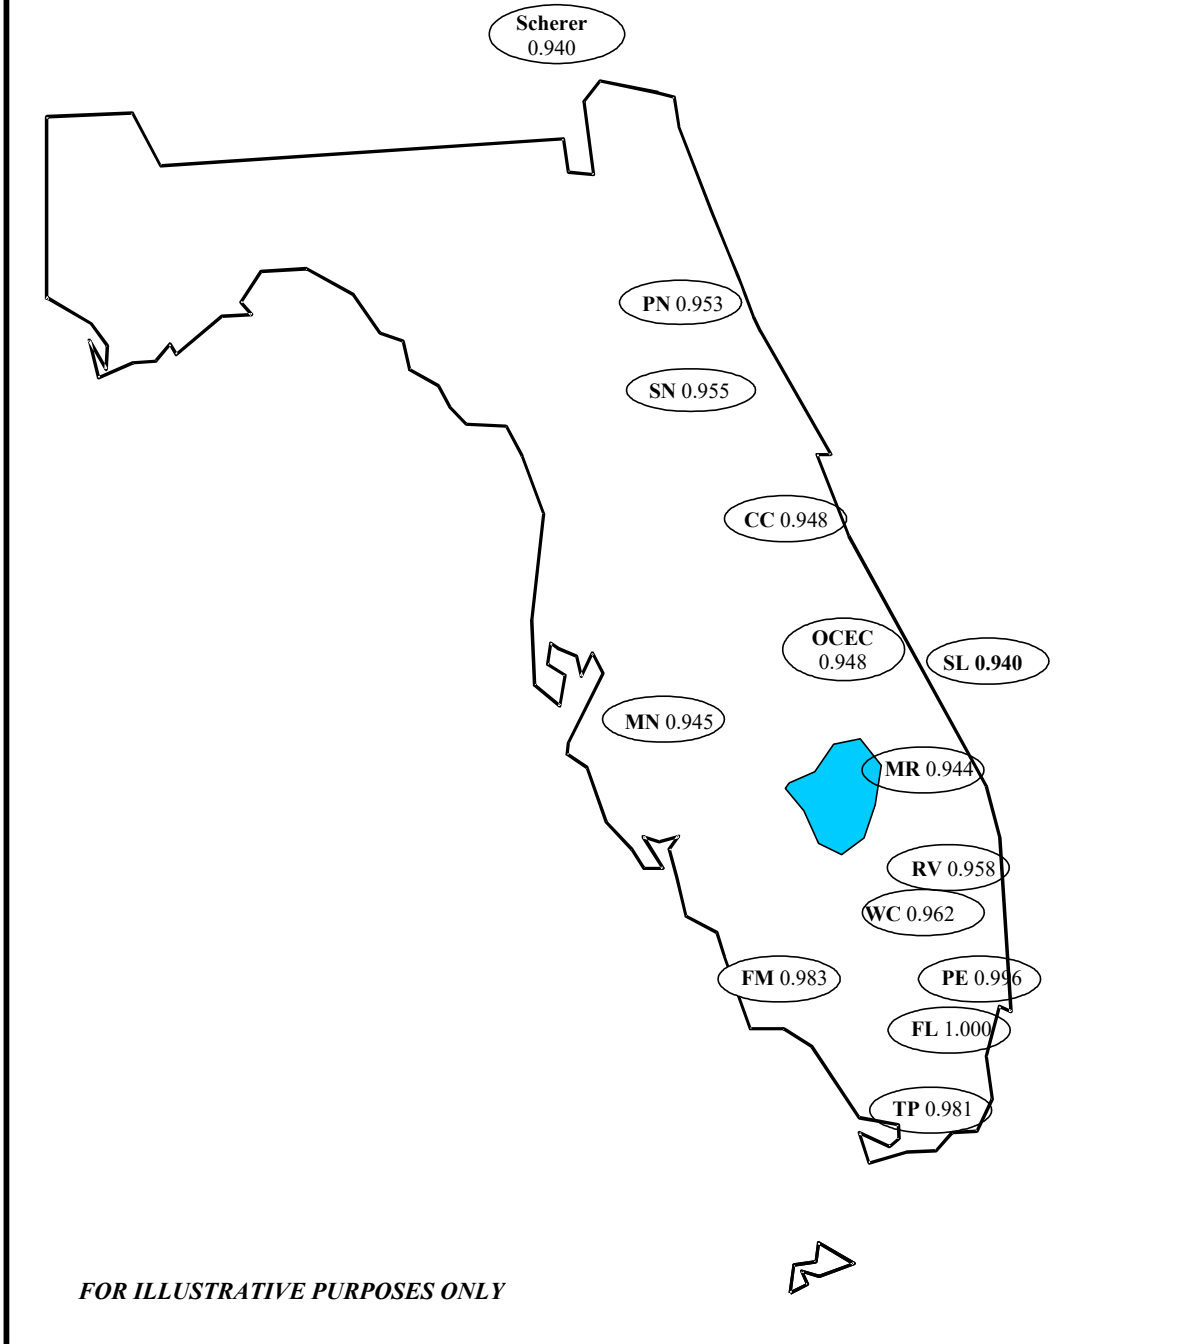 Scherer
0.940
PN 0.953
SN 0.955
CC 0.948
OCEC
0.948
SL 0.940
MN 0.945
MR 0.944
RV 0.958
WC 0.962
FM 0.983
PE 0.996
FL 1.000
TP 0.981
FOR ILLUSTRATIVE PURPOSES ONLY